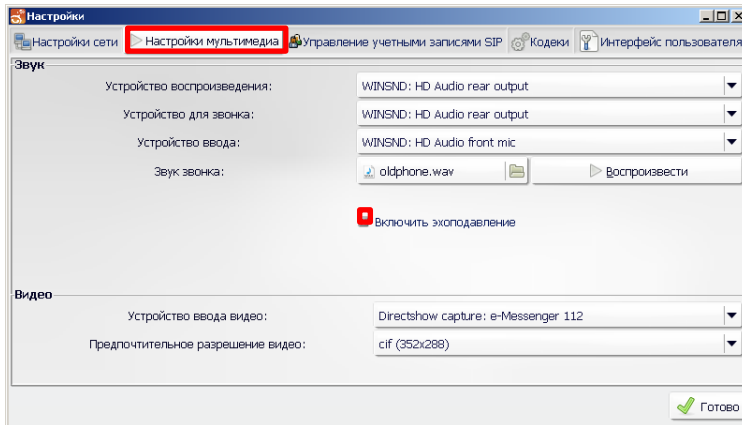 Настройки
Настройки сети Настройки мультимедиа Управление учетными записями SIP Кодеки Интерфейс пользователя
Звук
Устройство воспроизведения: WINSND: HD Audio rear output
Устройство для звонка: WINSND: HD Audio rear output
Устройство ввода: WINSND: HD Audio front mic
Звук звонка: oldphone.wav Воспроизвести
Включить эхоподавление
Видео
Устройство ввода видео: Directshow capture: e-Messenger 112
Предпочтительное разрешение видео: cif (352x288)
Готово